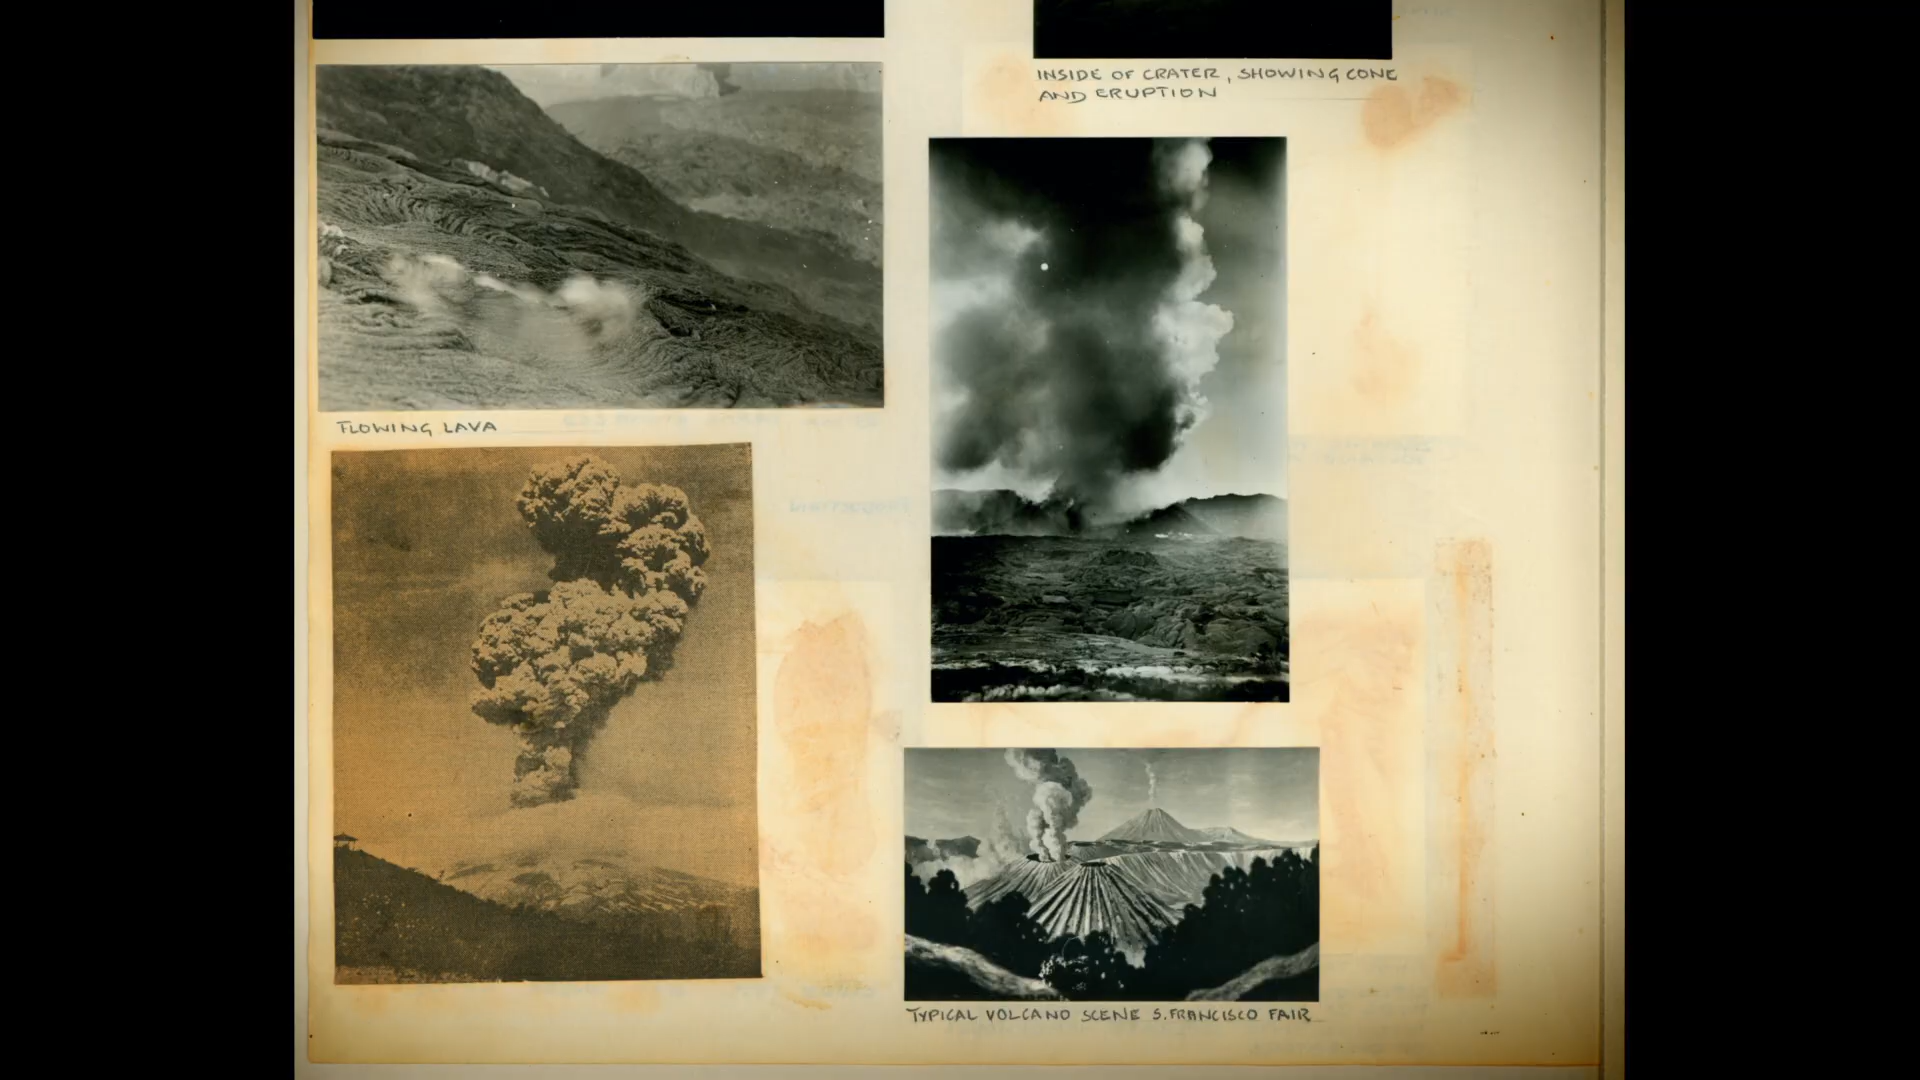 INSIDE OF CRATER, SHOWING CONE
AND ERUPTION
FLOWING LAVA
TYPICAL VOLCANO SCENE S. FRANCISCO FAIR